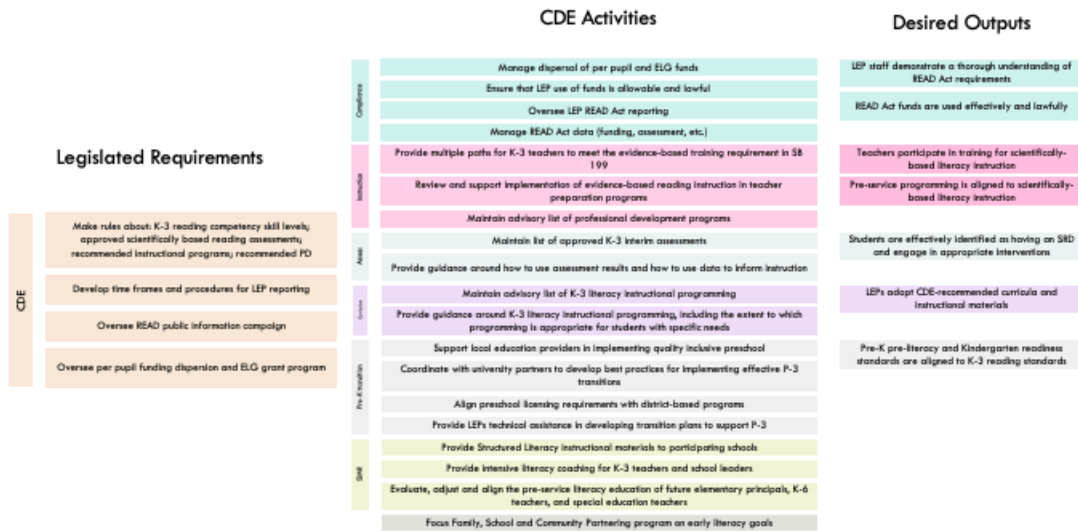 CDE Activities
Desired Outputs
Legislated Requirements
CDE
Make rules about: K-3 reading competency skill levels;
approved scientifically based reading assessments;
recommended instructional programs; recommended PD
Develop time frames and procedures for LEP reporting
Oversee READ public information campaign
Oversee per pupil funding dispersion and ELG grant program
Compliance
Manage dispersal of per pupil and ELG funds
Ensure that LEP use of funds is allowable and lawful
Oversee LEP READ Act reporting
Manage READ Act data (funding, assessment, etc.)
Instruction
Provide multiple paths for K-3 teachers to meet the evidence-based training requirement in SB
199
Review and support implementation of evidence-based reading instruction in teacher
preparation programs
Maintain advisory list of professional development programs
Assess
Maintain list of approved K-3 interim assessments
Provide guidance around how to use assessment results and how to use data to inform instruction
Curriculum
Maintain advisory list of K-3 literacy instructional programming
Provide guidance around K-3 literacy instructional programming, including the extent to which
programming is appropriate for students with specific needs
Pre-K transition
Support local education providers in implementing quality inclusive preschool
Coordinate with university partners to develop best practices for implementing effective P-3
transitions
Align preschool licensing requirements with district-based programs
Provide LEPs technical assistance in developing transition plans to support P-3
Provide Structured Literacy instructional materials to participating schools
Provide intensive literacy coaching for K-3 teachers and school leaders
Evaluate, adjust and align the pre-service literacy education of future elementary principals, K-6
teachers, and special education teachers
Focus Family, School and Community Partnering program on early literacy goals
LEP staff demonstrate a thorough understanding of
READ Act requirements
READ Act funds are used effectively and lawfully
Teachers participate in training for scientifically-
based literacy instruction
Pre-service programming is aligned to scientifically-
based literacy instruction
Students are effectively identified as having an SRD
and engage in appropriate interventions
LEPs adopt CDE-recommended curricula and
instructional materials
Pre-K pre-literacy and Kindergarten readiness
standards are aligned to K-3 reading standards